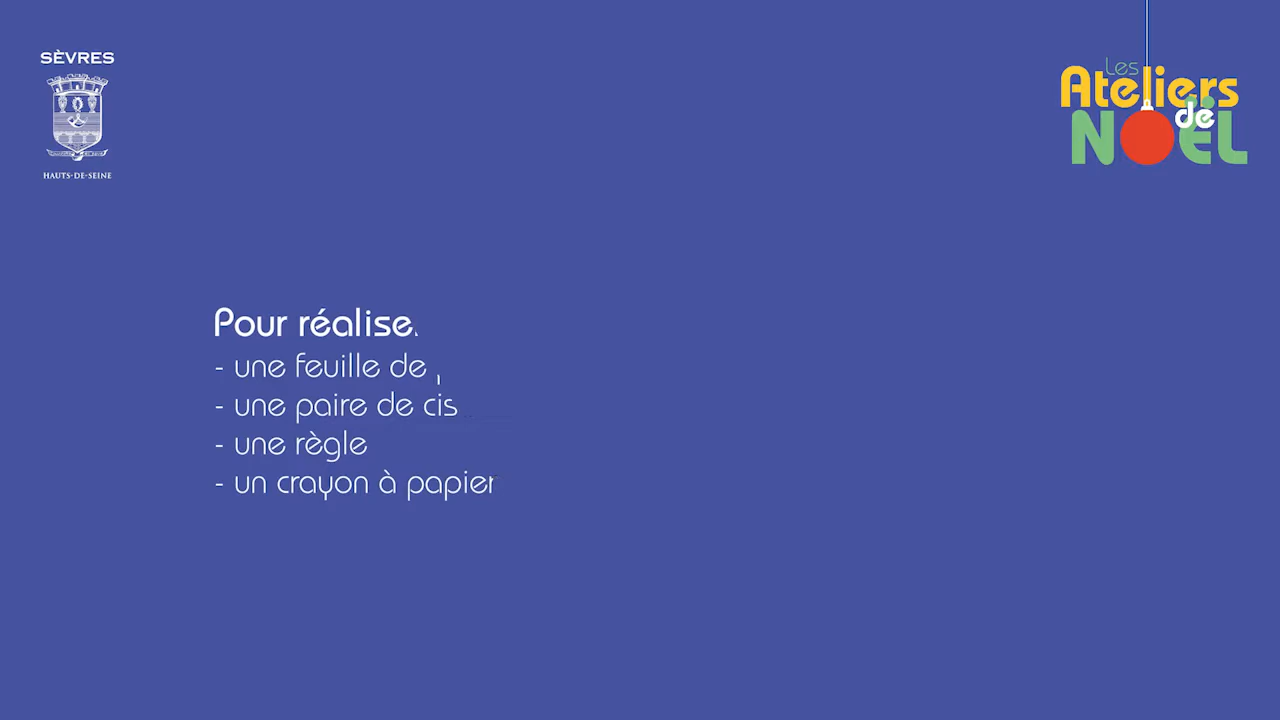 SÈVRES
HAUTS-DE-SEINE
Les
Ateliers
de
NOËL
Pour réalise
- une feuille de
- une paire de cis
- une règle
- un crayon à papier